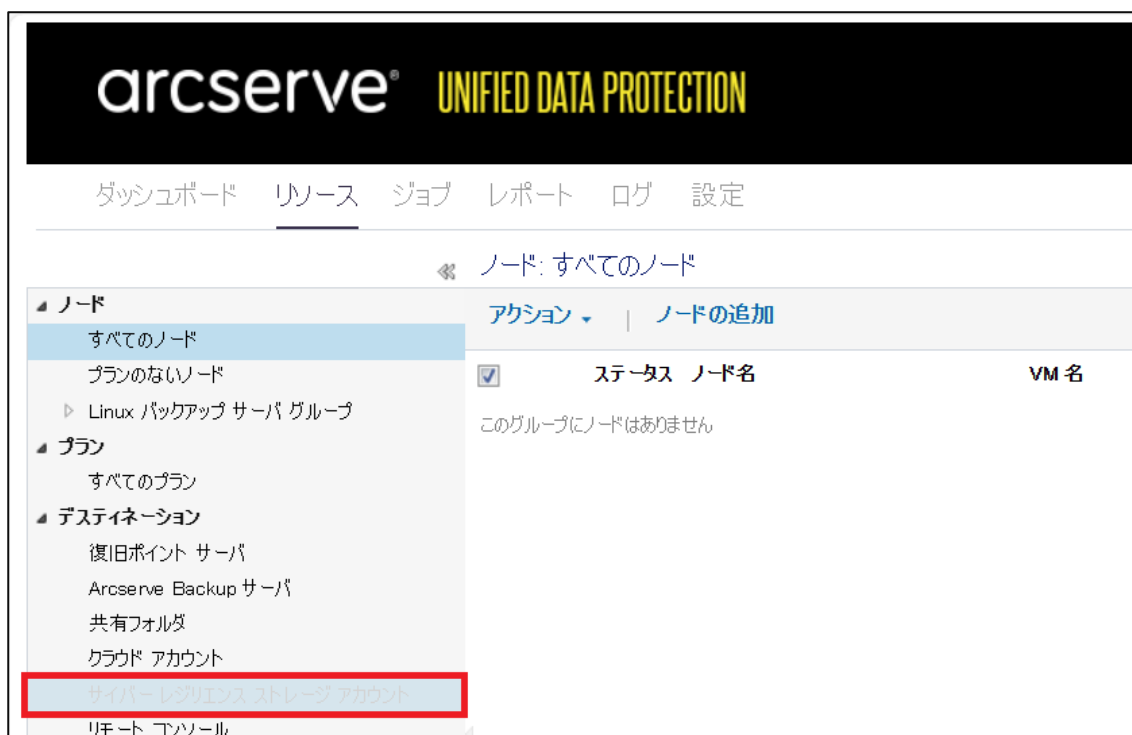 arcserve® UNIFIED DATA PROTECTION
ダッシュボード リソース ジョブ レポート ログ 設定
ノード: すべてのノード
ノード
すべてのノード
プランのないノード
Linux バックアップ サーバ グループ
プラン
すべてのプラン
デスティネーション
復旧ポイント サーバ
Arcserve Backup サーバ
共有フォルダ
クラウド アカウント
サイバー レジリエンス ストレージ アカウント
リモート コンソール
アクション | ノードの追加
ステータス ノード名 VM 名
このグループにノードはありません